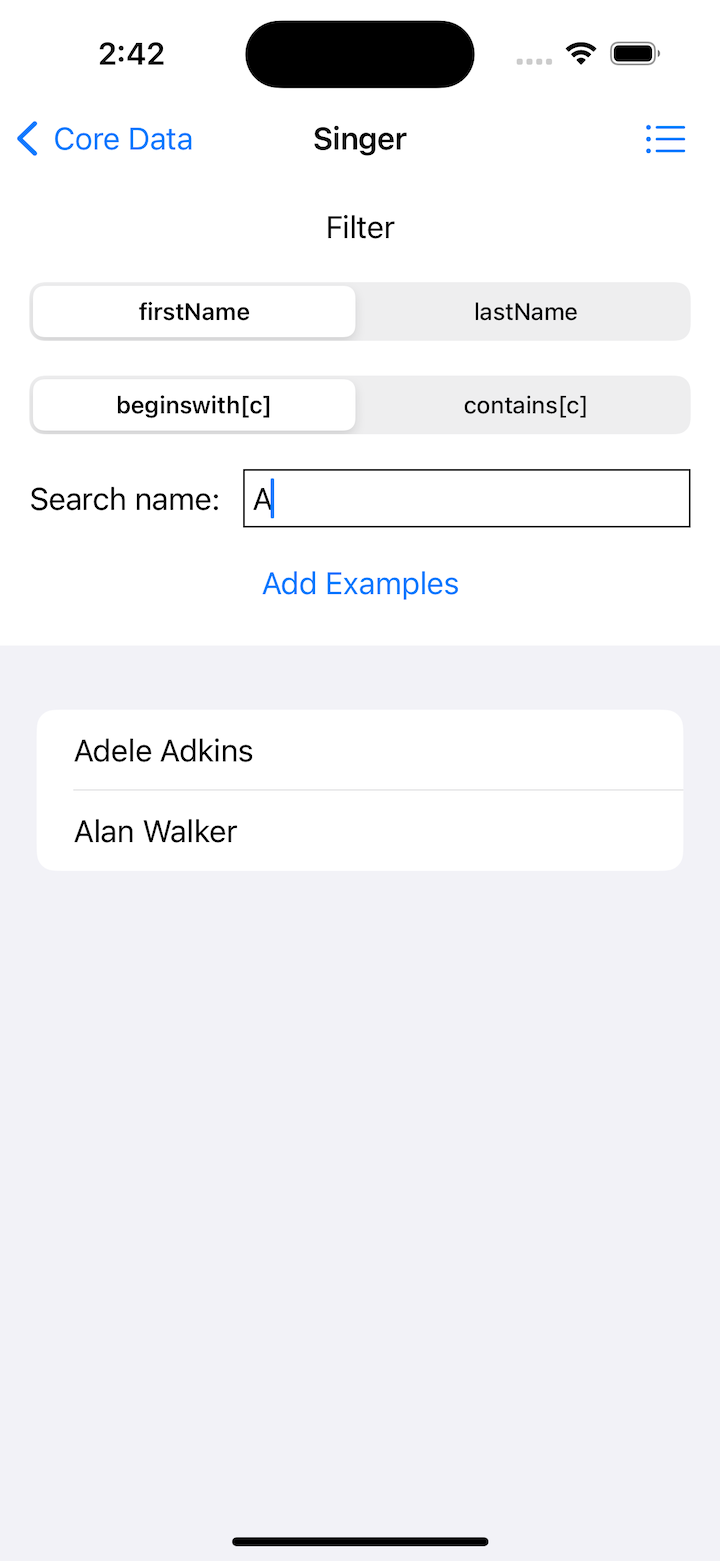 2:42
Core Data Singer
Filter
firstName lastName
beginswith[c] contains[c]
Search name: A
Add Examples
Adele Adkins
Alan Walker